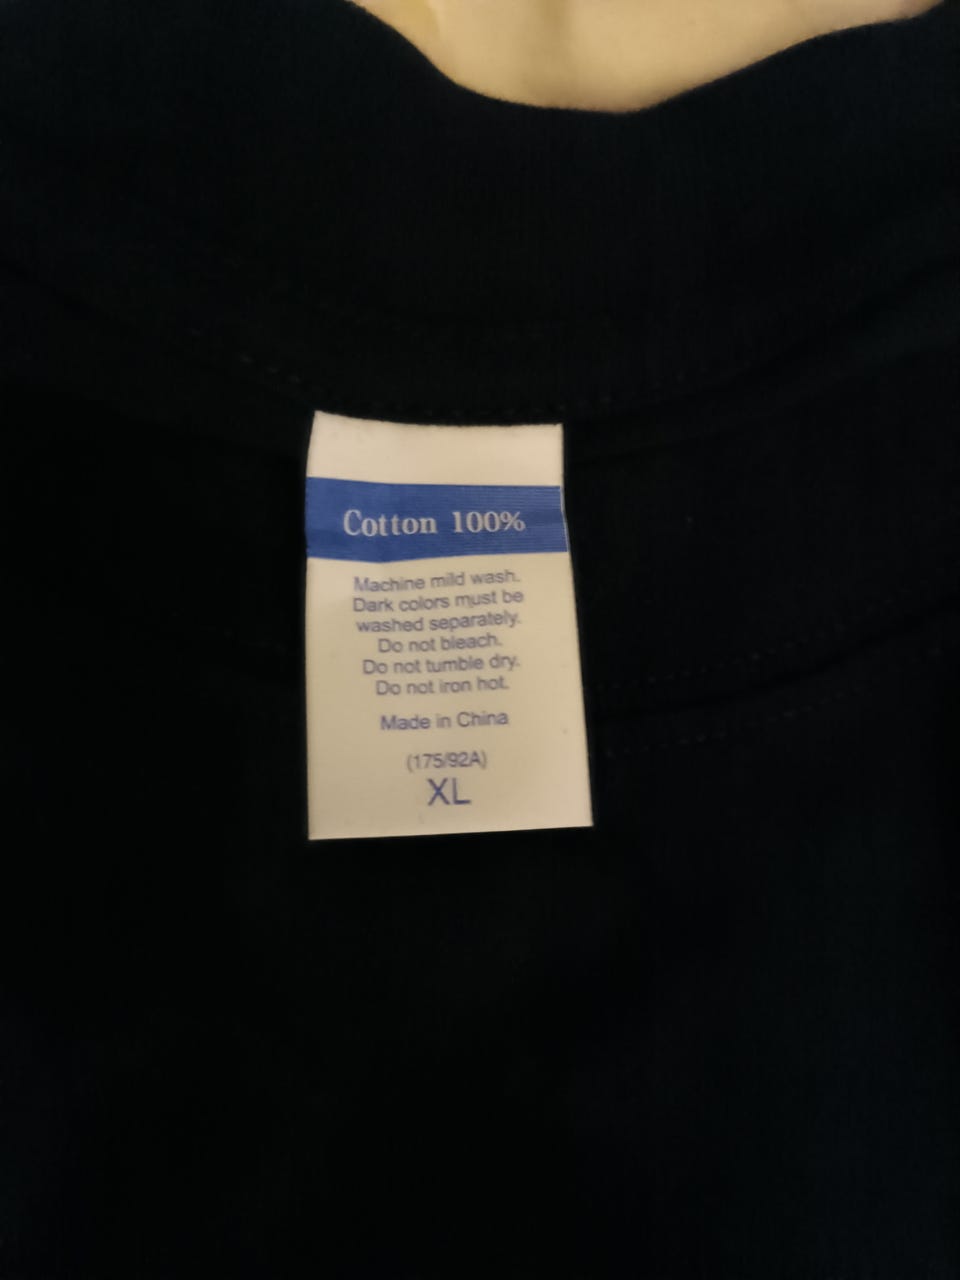 Cotton 100%
Machine mild wash.
Dark colors must be
washed separately.
Do not bleach.
Do not tumble dry.
Do not iron hot.
Made in China
(175/92A)
XL